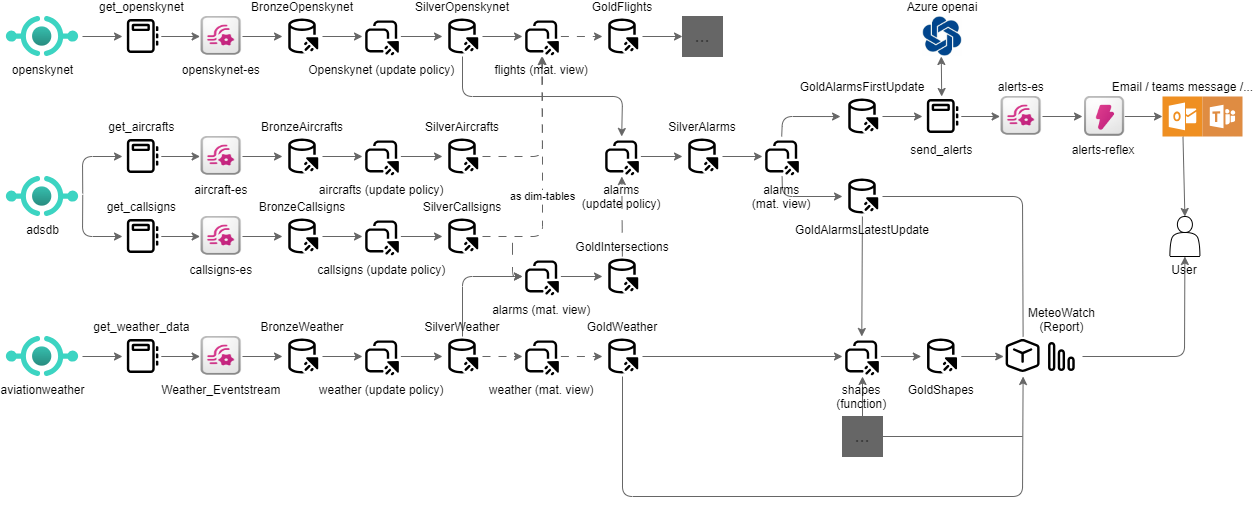 get_openskynet
BronzeOpenskynet
SilverOpenskynet
GoldFlights
Azure openai
...
openskynet
openskynet-es
Openskynet (update policy)
flights (mat. view)
GoldAlarmsFirstUpdate
alerts-es
Email / teams message /...
get_aircrafts
BronzeAircrafts
SilverAircrafts
SilverAlarms
send_alerts
alerts-reflex
aircraft-es
aircrafts (update policy)
as dim-tables
alarms
(update policy)
alarms
(mat. view)
get_callsigns
BronzeCallsigns
SilverCallsigns
adsdb
GoldAlarmsLatestUpdate
GoldIntersections
callsigns-es
callsigns (update policy)
User
alarms (mat. view)
MeteoWatch
(Report)
get_weather_data
BronzeWeather
SilverWeather
GoldWeather
aviationweather
Weather_Eventstream
weather (update policy)
weather (mat. view)
shapes
(function)
GoldShapes
...